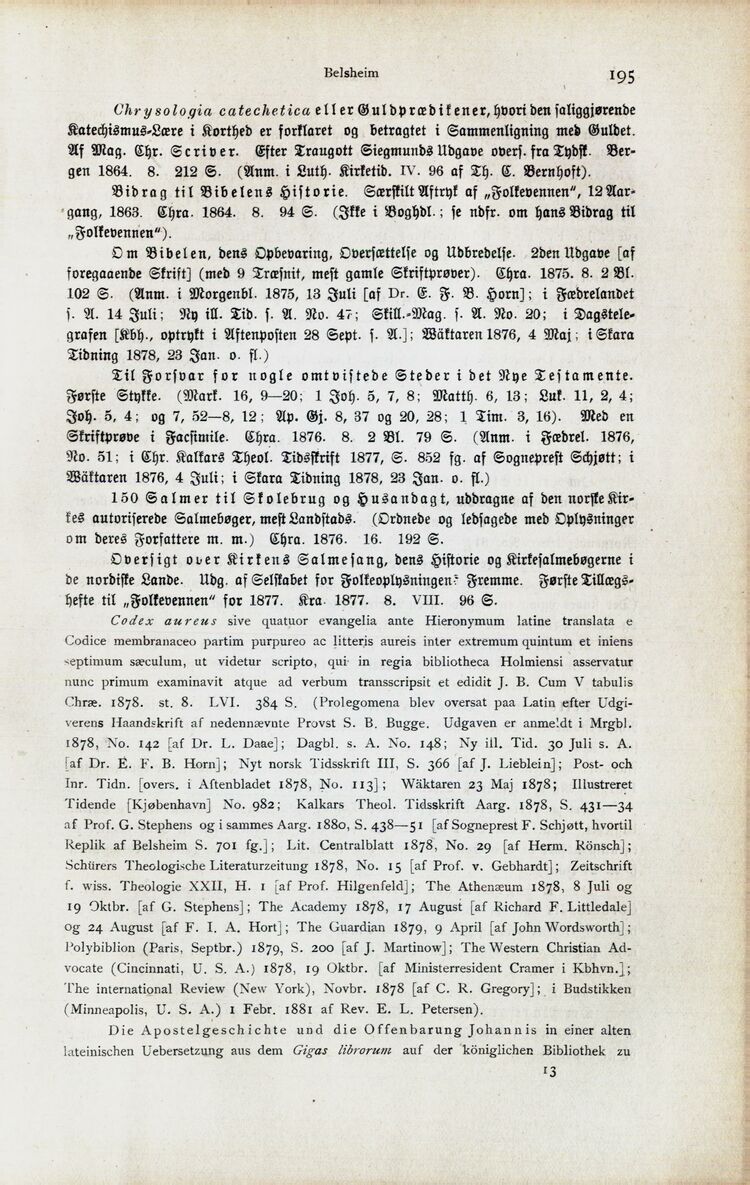 Belsheim 195
Chrysologia catechetica eller Guldprædikener, hvori den saliggjørende
Katechismus-Lære i Korthed er forklaret og betragtet i Sammenligning med Guldet.
Af Mag. Chr. Scriver. Efter Traugott Siegmunds Udgave overs. fra Tydsk. Ber-
gen 1864. 8. 212 S. (Anm. i Luth. Kirketid. IV. 96 af Th. C. Bernhoft).
Bidrag til Bibelens Historie. Særskilt Aftryk af „Folkevennen“, 12 Aar-
gang, 1863. Chra. 1864. 8. 94 S. (Ikke i Boghdl.; se ndfr. om hans Bidrag til
„Folkevennen“).
Om Bibelen, dens Opbevaring, Oversættelse og Udbredelse. 2den Udgave [af
foregaaende Skrift] (med 9 Træsnit, mest gamle Skriftprøver). Chra. 1875. 8. 2 Bl.
102 S. (Anm. i Morgenbl. 1875, 13 Juli [af Dr. E. F. B. Horn]; i Fædrelandet
s. A. 14 Juli; Ny ill. Tid. s. A. No. 47; Skill.-Mag. s. A. No. 20; i Dagstele-
grafen [Kbh., optrykt i Aftenposten 28 Sept. s. A.]; Wäktaren 1876, 4 Maj; i Skara
Tidning 1878, 23 Jan. o. fl.)
Til Forsvar for nogle omtvistede Steder i det Nye Testamente.
Første Stykke. (Mark. 16, 9—20; 1 Joh. 5, 7, 8; Matth. 6, 13; Luk. 11, 2, 4;
Joh. 5, 4; og 7, 52—8, 12; Ap. Gj. 8, 37 og 20, 28; 1 Tim. 3, 16). Med en
Skriftprøve i Facsimile. Chra. 1876. 8. 2 Bl. 79 S. (Anm. i Fædrel. 1876,
No. 51; i Chr. Kalkars Theol. Tidsskrift 1877, S. 852 fg. af Sogneprest Schjøtt; i
Wäktaren 1876, 4 Juli; i Skara Tidning 1878, 23 Jan. o. fl.)
150 Salmer til Skolebrug og Husandagt, uddragne af den norske Kir-
kes autoriserede Salmebøger, mest Landstads. (Ordnede og ledsagede med Oplysninger
om deres Forfattere m. m.) Chra. 1876. 16. 192 S.
Oversigt over Kirkens Salmesang, dens Historie og Kirkesalmebøgerne i
de nordiske Lande. Udg. af Selskabet for Folkeoplysningens Fremme. Første Tillægs-
hefte til „Folkevennen“ for 1877. Kra. 1877. 8. VIII. 96 S.
Codex aureus sive quatuor evangelia ante Hieronymum latine translata e
Codice membranaceo partim purpureo ac litteris aureis inter extremum quintum et iniens
septimum sæculum, ut videtur scripto, qui in regia bibliotheca Holmiensi asservatur
nunc primum examinavit atque ad verbum transscripsit et edidit J. B. Cum V tabulis
Chræ. 1878. st. 8. LVI. 384 S. (Prolegomena blev oversat paa Latin efter Udgi-
verens Haandskrift af nedennævnte Provst S. B. Bugge. Udgaven er anmeldt i Mrgbl.
1878, No. 142 [af Dr. L. Daae]; Dagbl. s. A. No. 148; Ny ill. Tid. 30 Juli s. A.
[af Dr. E. F. B. Horn]; Nyt norsk Tidsskrift III, S. 366 [af J. Lieblein]; Post- och
Inr. Tidn. [overs. i Aftenbladet 1878, No. 113]; Wäktaren 23 Maj 1878; Illustreret
Tidende [Kjøbenhavn] No. 982; Kalkars Theol. Tidsskrift Aarg. 1878, S. 431—34
af Prof. G. Stephens og i sammes Aarg. 1880, S. 438—51 [af Sogneprest F. Schjøtt, hvortil
Replik af Belsheim S. 701 fg.]; Lit. Centralblatt 1878, No. 29 [af Herm. Rönsch];
Schürers Theologische Literaturzeitung 1878, No. 15 [af Prof. v. Gebhardt]; Zeitschrift
f. wiss. Theologie XXII, H. 1 [af Prof. Hilgenfeld]; The Athenæum 1878, 8 Juli og
19 Oktbr. [af G. Stephens]; The Academy 1878, 17 August [af Richard F. Littledale]
og 24 August [af F. I. A. Hort]; The Guardian 1879, 9 April [af John Wordsworth];
Polybiblion (Paris, Septbr.) 1879, S. 200 [af J. Martinow]; The Western Christian Ad-
vocate (Cincinnati, U. S. A.) 1878, 19 Oktbr. [af Ministerresident Cramer i Kbhvn.];
The international Review (New York), Novbr. 1878 [af C. R. Gregory]; i Budstikken
(Minneapolis, U. S. A.) 1 Febr. 1881 af Rev. E. L. Petersen).
Die Apostelgeschichte und die Offenbarung Johannis in einer alten
lateinischen Uebersetzung aus dem Gigas librorum auf der königlichen Bibliothek zu
13